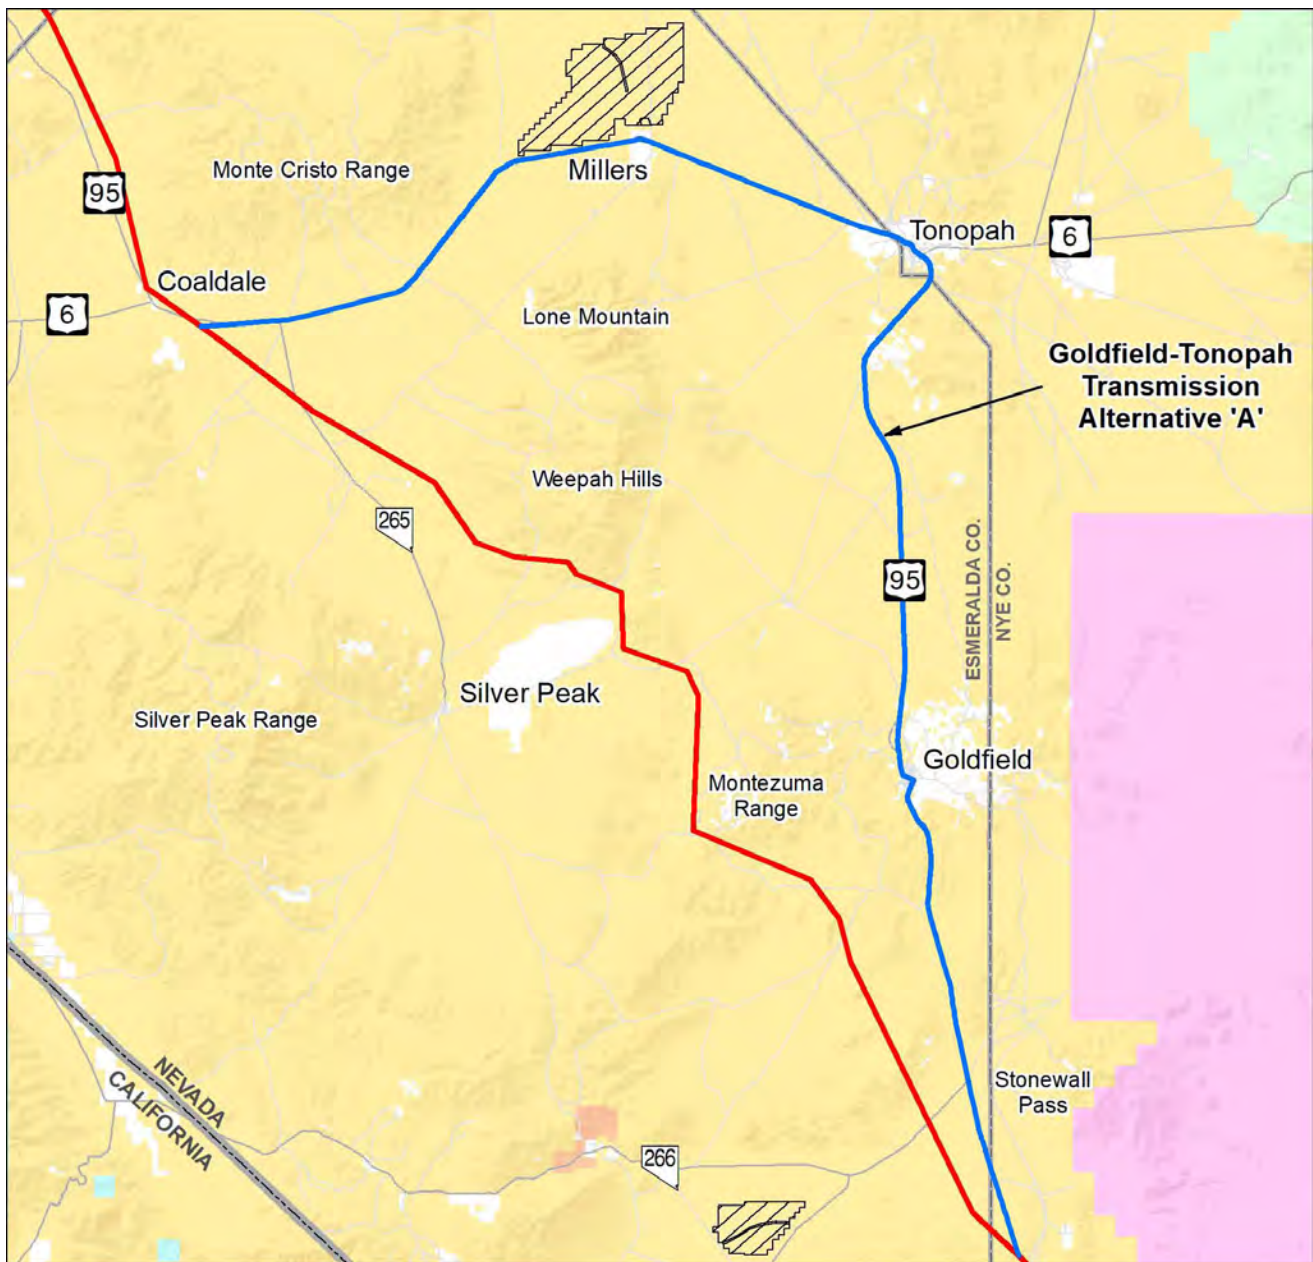 95
Monte Cristo Range
Millers
Tonopah
6
Coaldale
6
Lone Mountain
Goldfield-Tonopah
Transmission
Alternative 'A'
Weepah Hills
265
95
ESMERALDA CO.
NYE CO.
Silver Peak
Silver Peak Range
Goldfield
Montezuma
Range
NEVADA
CALIFORNIA
Stonewall
Pass
266